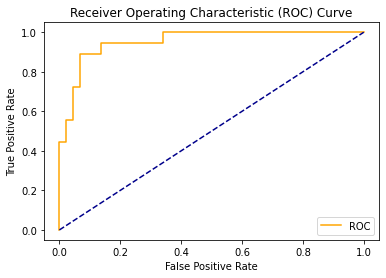 Receiver Operating Characteristic (ROC) Curve
True Positive Rate
1.0
0.8
0.6
0.4
0.2
0.0
0.0 0.2 0.4 0.6 0.8 1.0
False Positive Rate
ROC